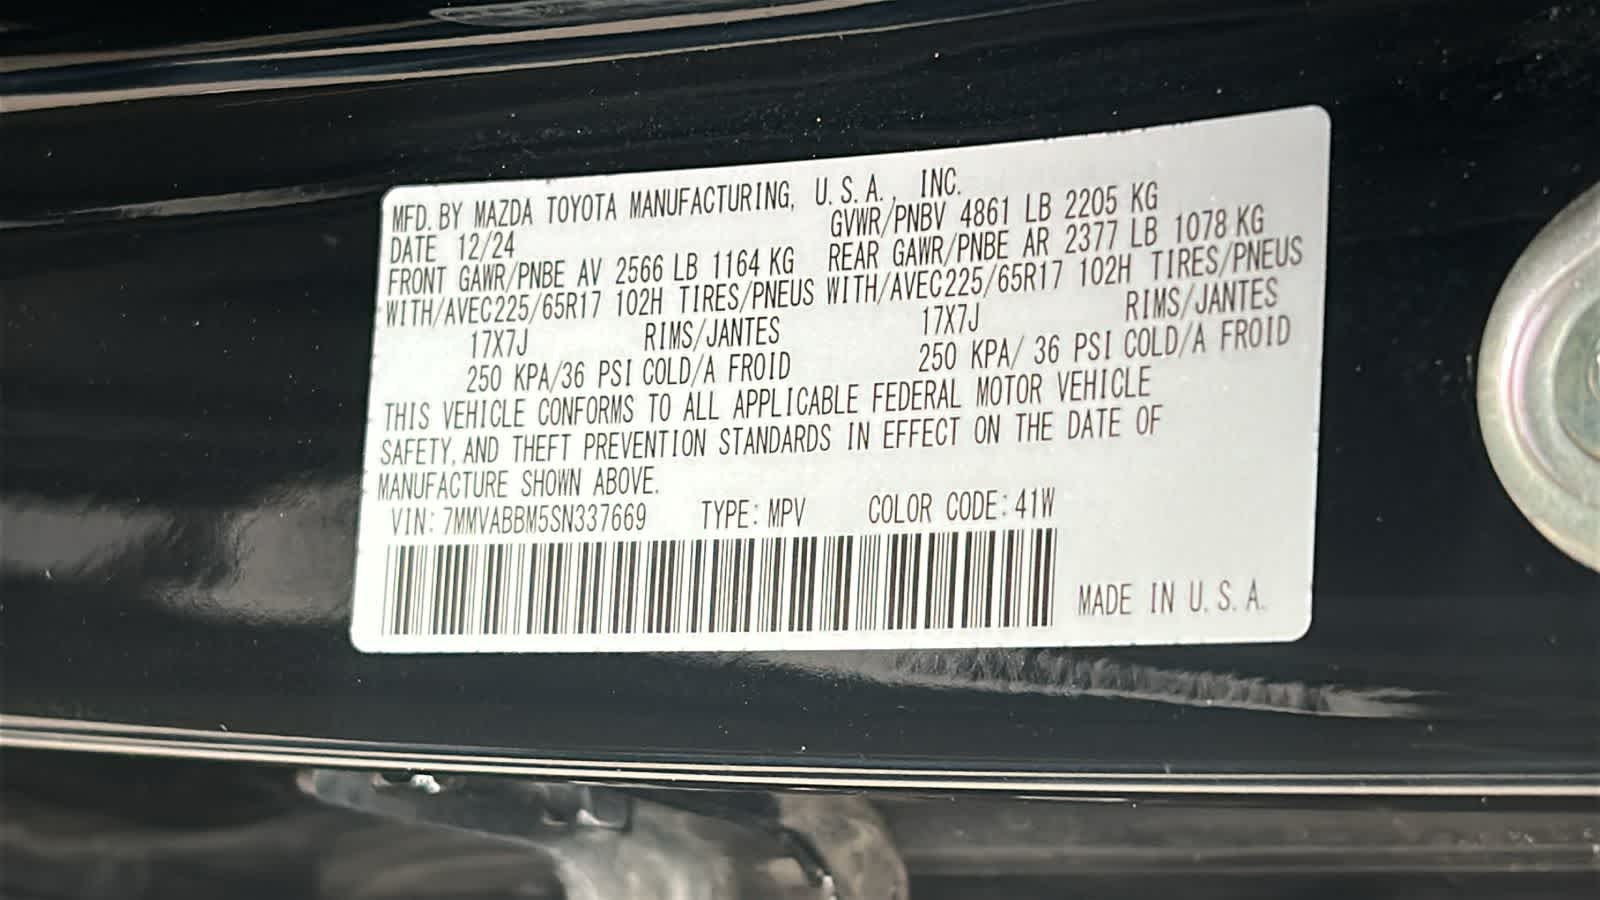 MFD. BY MAZDA TOYOTA MANUFACTURING, U.S.A., INC.
DATE 12/24 GVWR/PNBV 4861 LB 2205 KG
FRONT GAWR/PNBE AV 2566 LB 1164 KG REAR GAWR/PNBE AR 2377 LB 1078 KG
WITH/AVEC225/65R17 102H TIRES/PNEUS WITH/AVEC225/65R17 102H TIRES/PNEUS
17X7J RIMS/JANTES 17X7J RIMS/JANTES
250 KPA/36 PSI COLD/A FROID 250 KPA/ 36 PSI COLD/A FROID
THIS VEHICLE CONFORMS TO ALL APPLICABLE FEDERAL MOTOR VEHICLE
SAFETY, AND THEFT PREVENTION STANDARDS IN EFFECT ON THE DATE OF
MANUFACTURE SHOWN ABOVE.
VIN: 7MMVABBM5SN337669 TYPE: MPV COLOR CODE: 41W
MADE IN U.S.A.